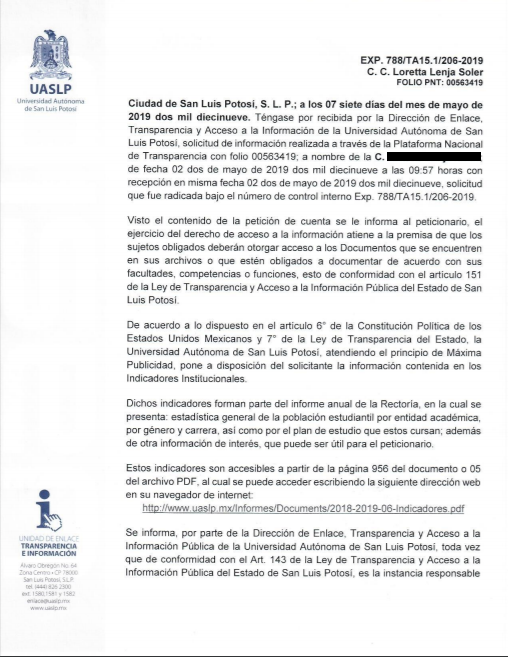 UASLP
Universidad Autónoma
de San Luis Potosí
EXP. 788/TA15.1/206-2019
C. C. Loretta Lenja Soler
FOLIO PNT: 00563419
Ciudad de San Luis Potosí, S. L. P.; a los 07 siete días del mes de mayo de
2019 dos mil diecinueve. Téngase por recibida por la Dirección de Enlace,
Transparencia y Acceso a la Información de la Universidad Autónoma de San
Luis Potosí, solicitud de información realizada a través de la Plataforma Nacional
de Transparencia con folio 00563419; a nombre de la C.
de fecha 02 dos de mayo de 2019 dos mil diecinueve a las 09:57 horas con
recepción en misma fecha 02 dos de mayo de 2019 dos mil diecinueve, solicitud
que fue radicada bajo el número de control interno Exp. 788/TA15.1/206-2019.
Visto el contenido de la petición de cuenta se le informa al peticionario, el
ejercicio del derecho de acceso a la información atiene a la premisa de que los
sujetos obligados deberán otorgar acceso a los Documentos que se encuentren
en sus archivos o que estén obligados a documentar de acuerdo con sus
facultades, competencias o funciones, esto de conformidad con el artículo 151
de la Ley de Transparencia y Acceso a la Información Pública del Estado de San
Luis Potosí.
De acuerdo a lo dispuesto en el artículo 6° de la Constitución Política de los
Estados Unidos Mexicanos y 7° de la Ley de Transparencia del Estado, la
Universidad Autónoma de San Luis Potosí, atendiendo el principio de Máxima
Publicidad, pone a disposición del solicitante la información contenida en los
Indicadores Institucionales.
Dichos indicadores forman parte del informe anual de la Rectoría, en la cual se
presenta: estadística general de la población estudiantil por entidad académica,
por género y carrera, así como por el plan de estudio que estos cursan; además
de otra información de interés, que puede ser útil para el peticionario.
Estos indicadores son accesibles a partir de la página 956 del documento o 05
del archivo PDF, al cual se puede acceder escribiendo la siguiente dirección web
en su navegador de internet:
http://www.uaslp.mx/Informes/Documents/2018-2019-06-Indicadores.pdf
Se informa, por parte de la Dirección de Enlace, Transparencia y Acceso a la
Información Pública de la Universidad Autónoma de San Luis Potosí, toda vez
que de conformidad con el Art. 143 de la Ley de Transparencia y Acceso a la
Información Pública del Estado de San Luis Potosí, es la instancia responsable
UNIDAD DE ENLACE
TRANSPARENCIA
E INFORMACIÓN
Álvaro Obregón No. 64
Zona Centro • CP 78000
San Luis Potosí, S.L.P.
tel. (444) 826 2300
ext. 1580,1581 y 1582
enlace@uaslp.mx
www.uaslp.mx